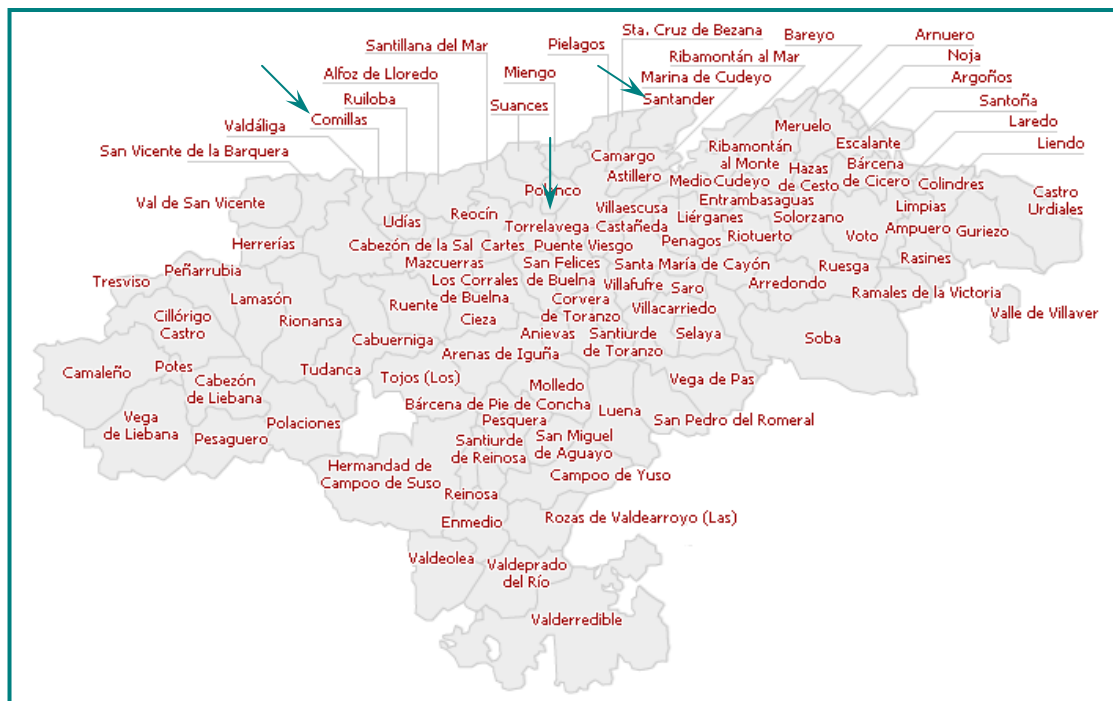 Sta. Cruz de Bezana
Bareyo
Arnuero
Santillana del Mar
Pielagos
Ribamontán al Mar
Noja
Alfoz de Lloredo
Miengo
Marina de Cudeyo
Argoños
Ruiloba
Suances
Santander
Santoña
Comillas
Laredo
Valdáliga
Meruelo
Liendo
San Vicente de la Barquera
Camargo
Ribamontán
al Monte
Escalante
Astillero
Hazas
de Cesto
Bárcena
de Cicero
Medio Cudeyo
Colindres
Castro
Urdiales
Val de San Vicente
Polanco
Entrambasaguas
Limpias
Udías
Reocín
Villaescusa
Liérganes
Solorzano
Torrelavega
Castañeda
Ampuero
Guriezo
Herrerías
Cabezón de la Sal
Cartes
Puente Viesgo
Penagos
Riotuerto
Voto
Rasines
Mazcuerras
San Felices
de Buelna
Santa María de Cayón
Ruesga
Peñarrubia
Tresviso
Los Corrales
de Buelna
Villafufre
Saro
Arredondo
Ramales de la Victoria
Lamasón
Ruente
Corvera
de Toranzo
Villacarriedo
Valle de Villaver
Cillórigo
Castro
Rionansa
Cieza
Cabuerniga
Anievas
Santiurde
de Toranzo
Selaya
Soba
Arenas de Iguña
Camaleño
Potes
Tudanca
Tojos (Los)
Cabezón
de Liebana
Molledo
Vega de Pas
Bárcena de Pie de Concha
Luena
Vega
de Liebana
Polaciones
Pesquera
San Pedro del Romeral
Pesaguero
Santiurde
de Reinosa
San Miguel
de Aguayo
Hermandad de
Campoo de Suso
Campoo de Yuso
Reinosa
Enmedio
Rozas de Valdearroyo (Las)
Valdeolea
Valdeprado
del Río
Valderredible